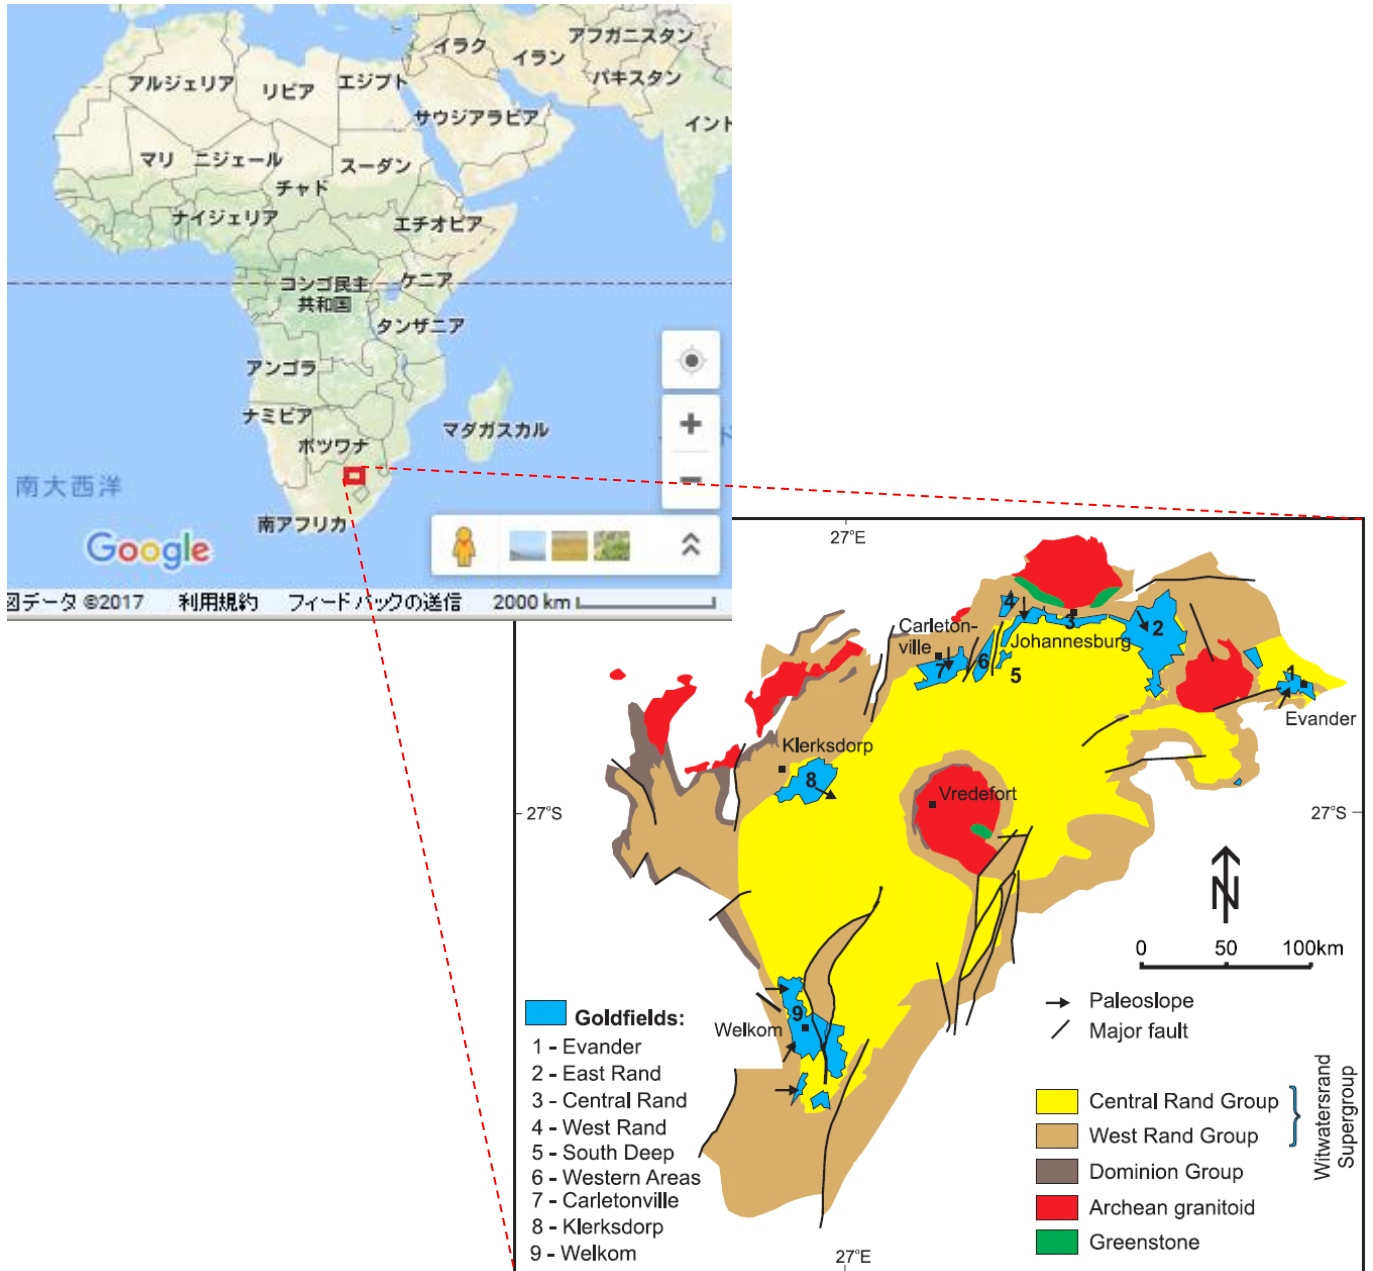 アフガニスタン
イラク
イラン
パキスタン
アルジェリア
リビア
エジプト
サウジアラビア
イント
マリ
ニジェール
スーダン
チャド
ナイジェリア
エチオピア
コンゴ民主
共和国
ケニア
タンザニア
アンゴラ
ナミビア
ボツワナ
マダガスカル
南大西洋
南アフリカ
Google
図データ ©2017 利用規約 フィードバックの送信 2000 km
27°E
4
3
2
Carleton-
ville
Johannesburg
7
6
5
1
Evander
Klerksdorp
8
Vredefort
27°S
27°S
N
0 50 100km
Goldfields:
1 - Evander
2 - East Rand
3 - Central Rand
4 - West Rand
5 - South Deep
6 - Western Areas
7 - Carletonville
8 - Klerksdorp
9 - Welkom
Welkom
9
Paleoslope
Major fault
Central Rand Group
West Rand Group
Dominion Group
Archean granitoid
Greenstone
Witwatersrand
Supergroup
27°E